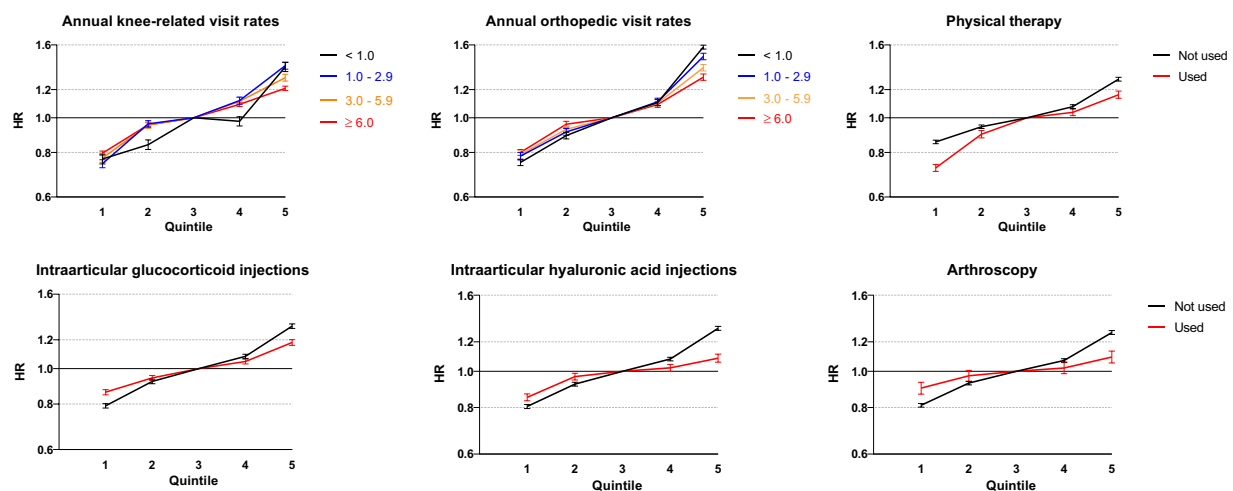 Annual knee-related visit rates
1.6
1.2
1.0
0.8
0.6
HR
1 2 3 4 5
Quintile
< 1.0
1.0 - 2.9
3.0 - 5.9
≥ 6.0
Annual orthopedic visit rates
1.6
1.2
1.0
0.8
0.6
HR
1 2 3 4 5
Quintile
< 1.0
1.0 - 2.9
3.0 - 5.9
≥ 6.0
Physical therapy
1.6
1.2
1.0
0.8
0.6
HR
1 2 3 4 5
Quintile
Not used
Used
Intraarticular glucocorticoid injections
1.6
1.2
1.0
0.8
0.6
HR
1 2 3 4 5
Quintile
Intraarticular hyaluronic acid injections
1.6
1.2
1.0
0.8
0.6
HR
1 2 3 4 5
Quintile
Arthroscopy
1.6
1.2
1.0
0.8
0.6
HR
1 2 3 4 5
Quintile
Not used
Used